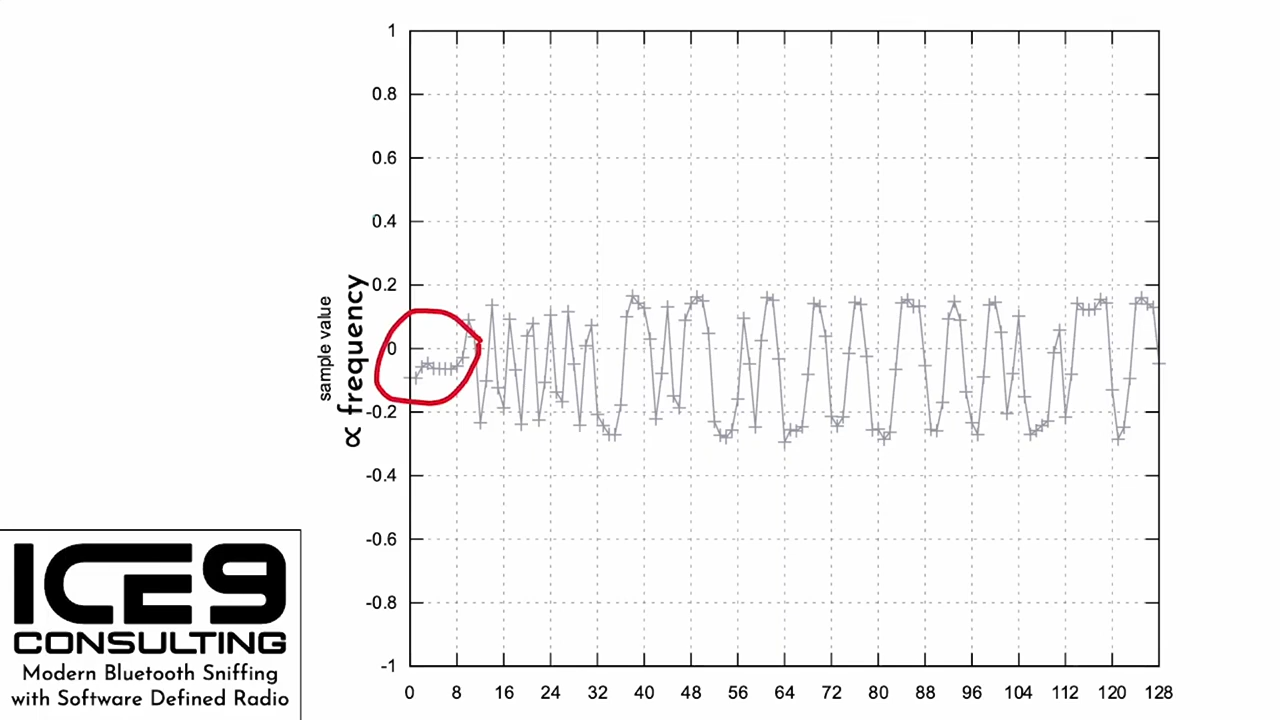 1
0.8
0.6
0.4
0.2
0
-0.2
-0.4
-0.6
-0.8
-1
sample value
∝ frequency
0 8 16 24 32 40 48 56 64 72 80 88 96 104 112 120 128
ICE9
CONSULTING
Modern Bluetooth Sniffing
with Software Defined Radio